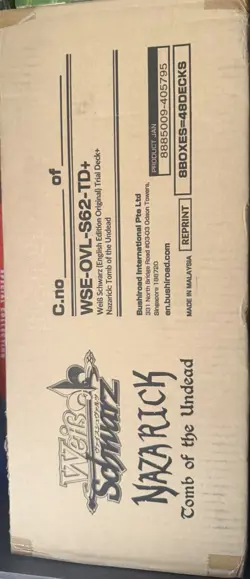 Weiß
Schwarz
NAZARICK
Tomb of the Undead
C.no of
WSE-OVL-S62-TD+
Weiß Schwarz (English Edition Original) Trial Deck+
Nazarick: Tomb of the Undead
Bushiroad International Pte Ltd
331 North Bridge Road #03-03 Odeon Towers,
Singapore 188720
en.bushiroad.com
MADE IN MALAYSIA REPRINT
PRODUCT JAN
8885009-405795
8BOXES=48DECKS